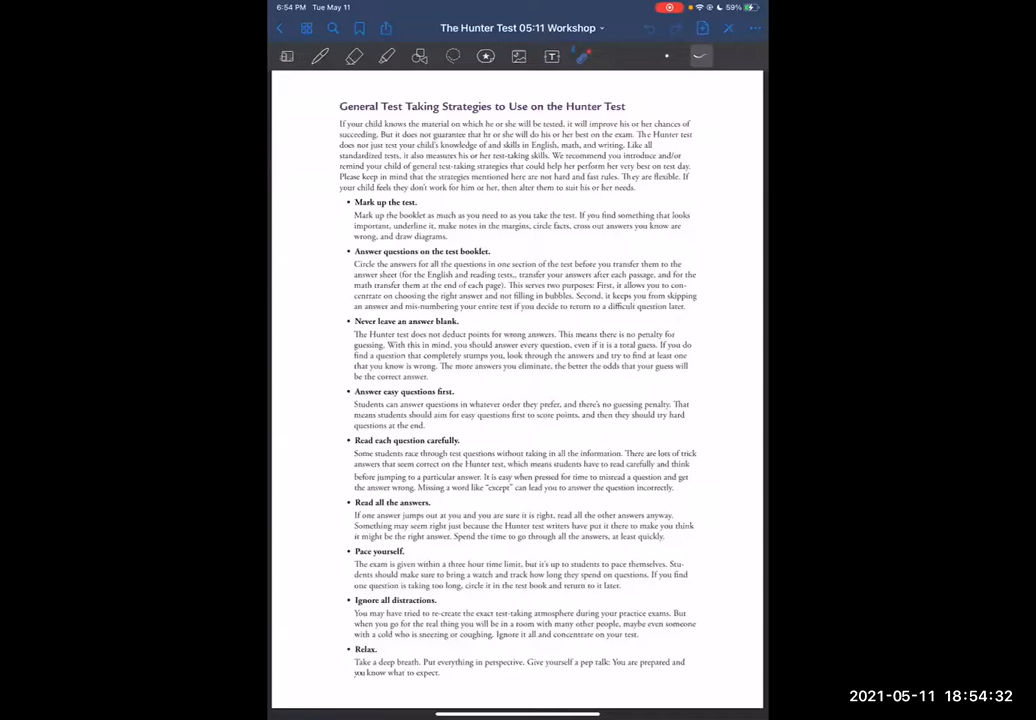 6:54 PM Tue May 11
59%
The Hunter Test 05:11 Workshop
General Test Taking Strategies to Use on the Hunter Test
If your child knows the material on which he or she will be tested, it will improve his or her chances of
succeeding. But it does not guarantee that he or she will do his or her best on the exam. The Hunter test
does not just test your child's knowledge of and skills in English, math, and writing. Like all
standardized tests, it also measures his or her test-taking skills. We recommend you introduce and/or
remind your child of general test-taking strategies that could help her perform her very best on test day.
Please keep in mind that the strategies mentioned here are not hard and fast rules. They are flexible. If
your child feels they don't work for him or her, then alter them to suit his or her needs.
• Mark up the test.
Mark up the booklet as much as you need to as you take the test. If you find something that looks
important, underline it, make notes in the margins, circle facts, cross out answers you know are
wrong, and draw diagrams.
• Answer questions on the test booklet.
Circle the answers for all the questions in one section of the test before you transfer them to the
answer sheet (for the English and reading tests,, transfer your answers after each passage, and for the
math transfer them at the end of each page). This serves two purposes: First, it allows you to con-
centrate on choosing the right answer and not filling in bubbles. Second, it keeps you from skipping
an answer and mis-numbering your entire test if you decide to return to a difficult question later.
• Never leave an answer blank.
The Hunter test does not deduct points for wrong answers. This means there is no penalty for
guessing. With this in mind, you should answer every question, even if it is a total guess. If you do
find a question that completely stumps you, look through the answers and try to find at least one
that you know is wrong. The more answers you eliminate, the better the odds that your guess will
be the correct answer.
• Answer easy questions first.
Students can answer questions in whatever order they prefer, and there's no guessing penalty. That
means students should aim for easy questions first to score points, and then they should try hard
questions at the end.
• Read each question carefully.
Some students race through test questions without taking in all the information. There are lots of trick
answers that seem correct on the Hunter test, which means students have to read carefully and think
before jumping to a particular answer. It is easy when pressed for time to misread a question and get
the answer wrong. Missing a word like "except" can lead you to answer the question incorrectly.
• Read all the answers.
If one answer jumps out at you and you are sure it is right, read all the other answers anyway.
Something may seem right just because the Hunter test writers have put it there to make you think
it might be the right answer. Spend the time to go through all the answers, at least quickly.
• Pace yourself.
The exam is given within a three hour time limit, but it's up to students to pace themselves. Stu-
dents should make sure to bring a watch and track how long they spend on questions. If you find
one question is taking too long, circle it in the test book and return to it later.
• Ignore all distractions.
You may have tried to re-create the exact test-taking atmosphere during your practice exams. But
when you go for the real thing you will be in a room with many other people, maybe even someone
with a cold who is sneezing or coughing. Ignore it all and concentrate on your test.
• Relax.
Take a deep breath. Put everything in perspective. Give yourself a pep talk: You are prepared and
you know what to expect.
2021-05-11 18:54:32